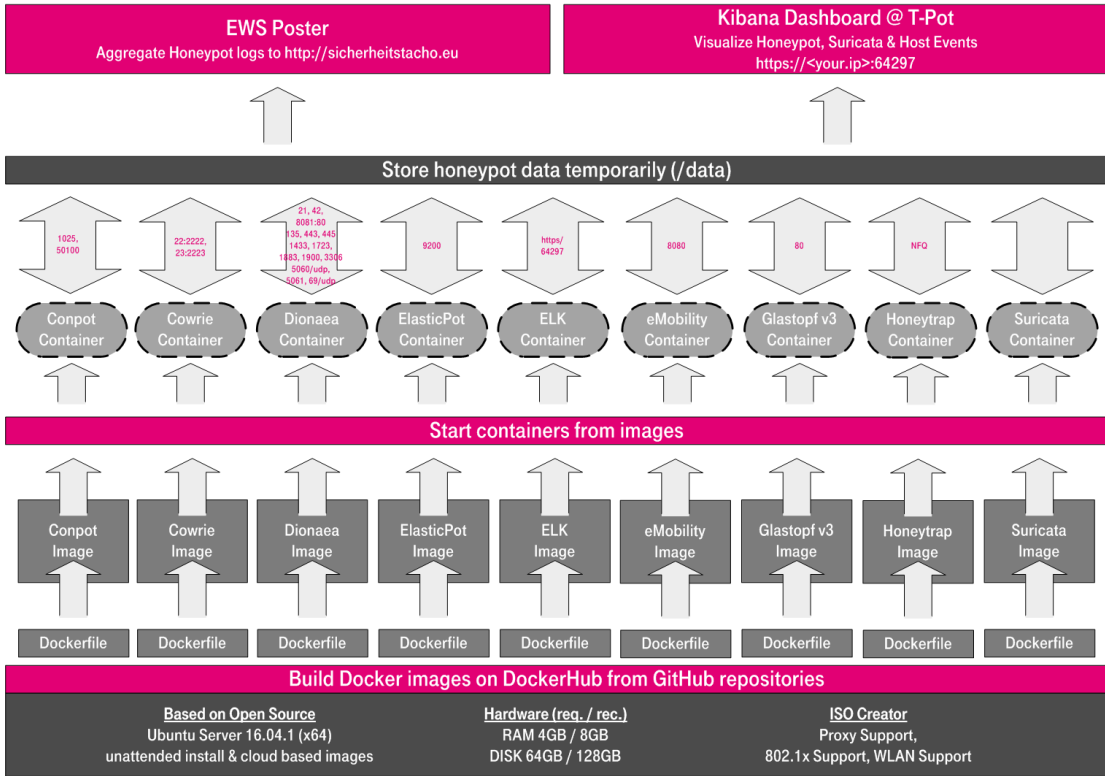 EWS Poster
Aggregate Honeypot logs to http://sicherheitstacho.eu
Kibana Dashboard @ T-Pot
Visualize Honeypot, Suricata & Host Events
https://<your.ip>:64297
Store honeypot data temporarily (/data)
1025,
50100
22:2222,
23:2223
21, 42,
8081:80
135, 443, 445
1433, 1723,
1883, 1900, 3306
5060/udp,
5061, 69/udp
9200
https/
64297
8080
80
NFQ
Conpot
Container
Cowrie
Container
Dionaea
Container
ElasticPot
Container
ELK
Container
eMobility
Container
Glastopf v3
Container
Honeytrap
Container
Suricata
Container
Start containers from images
Conpot
Image
Cowrie
Image
Dionaea
Image
ElasticPot
Image
ELK
Image
eMobility
Image
Glastopf v3
Image
Honeytrap
Image
Suricata
Image
Dockerfile
Dockerfile
Dockerfile
Dockerfile
Dockerfile
Dockerfile
Dockerfile
Dockerfile
Dockerfile
Build Docker images on DockerHub from GitHub repositories
Based on Open Source
Ubuntu Server 16.04.1 (x64)
unattended install & cloud based images
Hardware (req. / rec.)
RAM 4GB / 8GB
DISK 64GB / 128GB
ISO Creator
Proxy Support,
802.1x Support, WLAN Support